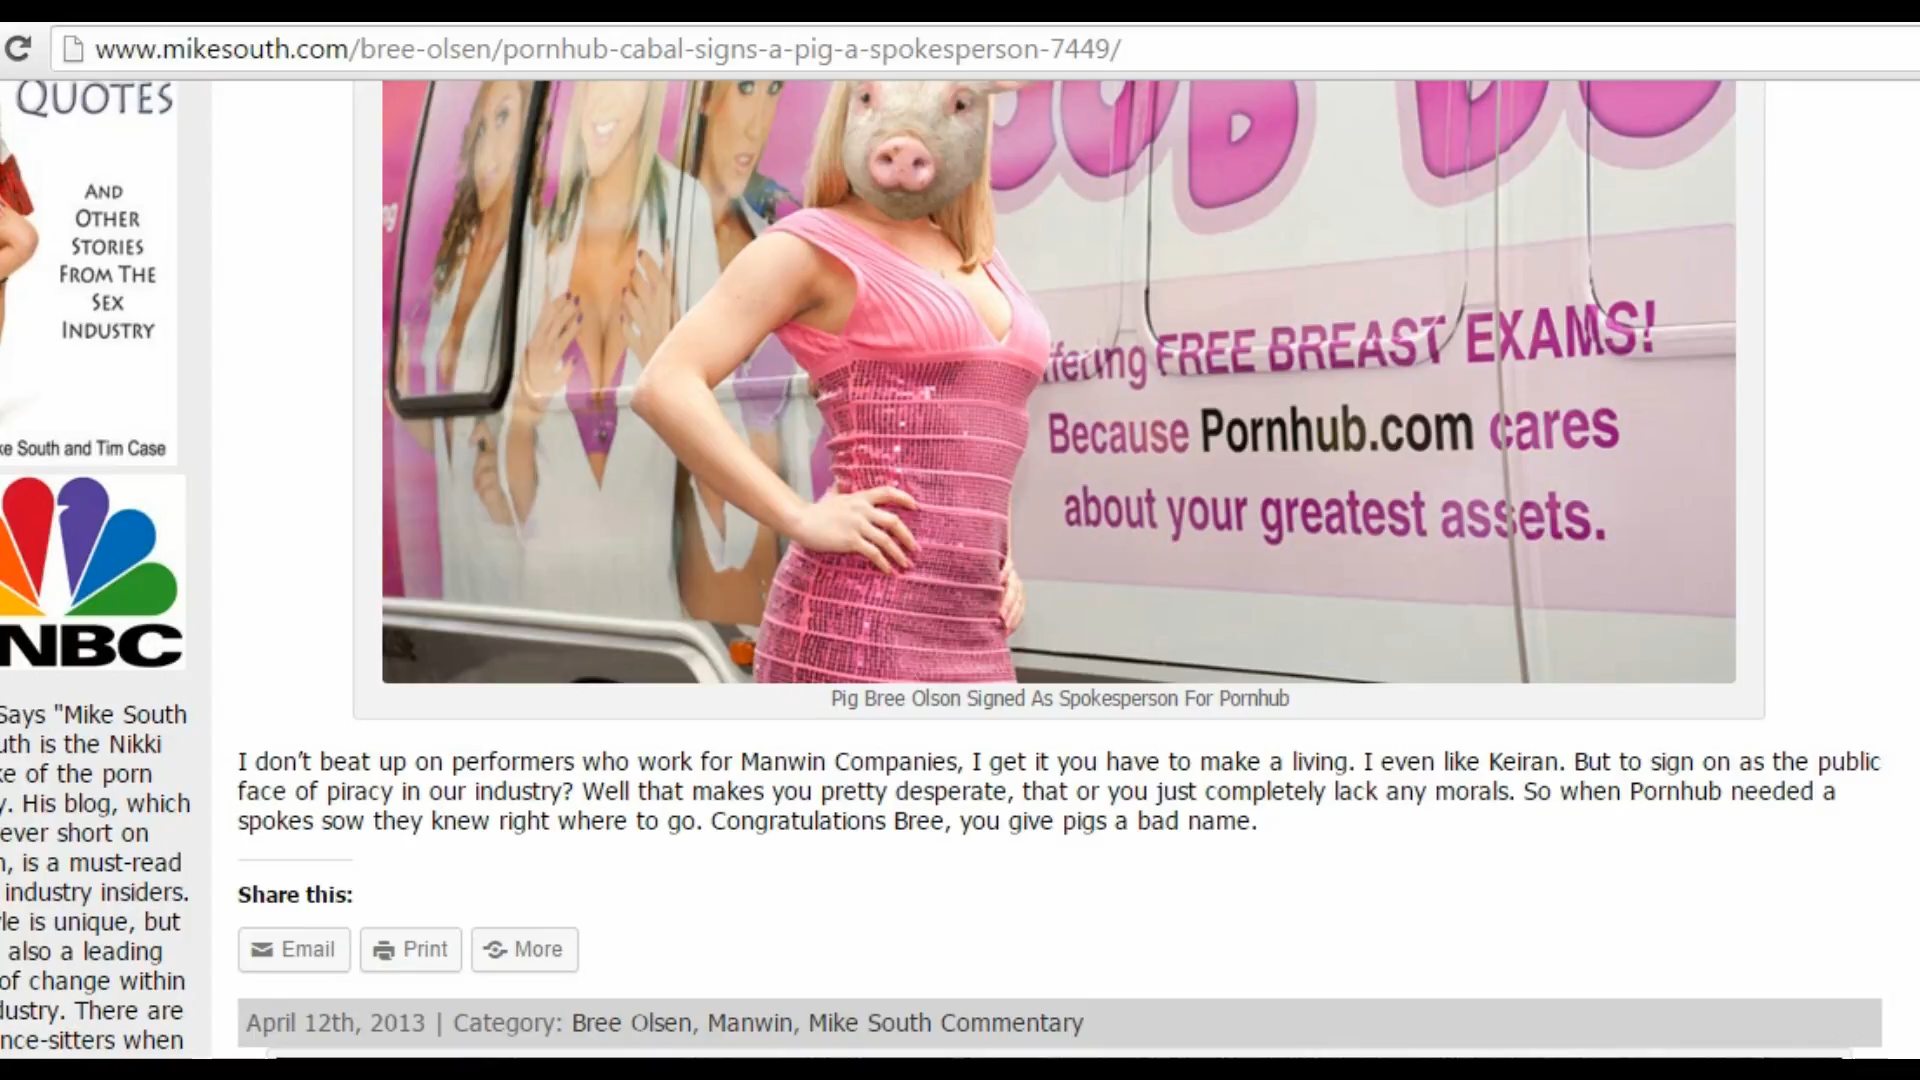 www.mikesouth.com/bree-olsen/pornhub-cabal-signs-a-pig-a-spokesperson-7449/
QUOTES
AND
OTHER
STORIES
FROM THE
SEX
INDUSTRY
South and Tim Case
NBC
Says "Mike South
is the Nikki
of the porn
His blog, which
ever short on
is a must-read
industry insiders.
is unique, but
also a leading
of change within
There are
when
FREE BREAST EXAMS!
Because Pornhub.com cares
about your greatest assets.
Pig Bree Olson Signed As Spokesperson For Pornhub
I don’t beat up on performers who work for Manwin Companies, I get it you have to make a living. I even like Keiran. But to sign on as the public
face of piracy in our industry? Well that makes you pretty desperate, that or you just completely lack any morals. So when Pornhub needed a
spokes sow they knew right where to go. Congratulations Bree, you give pigs a bad name.
Share this:
Email Print More
April 12th, 2013 | Category: Bree Olsen, Manwin, Mike South Commentary